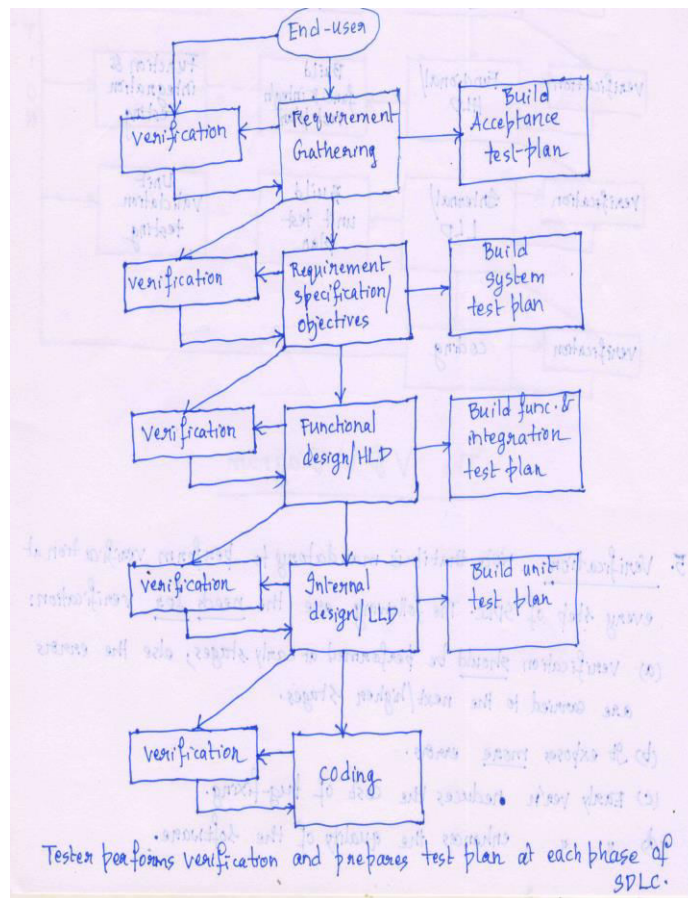 End-user
verification
Requirement
Gathering
Build
Acceptance
test plan
verification
Requirement
specification/
objectives
Build
system
test plan
verification
Functional
design/HLD
Build func. &
integration
test plan
verification
Internal
design/LLD
Build unit
test plan
verification
coding
Tester performs verification and prepares test plan at each phase of
SDLC.